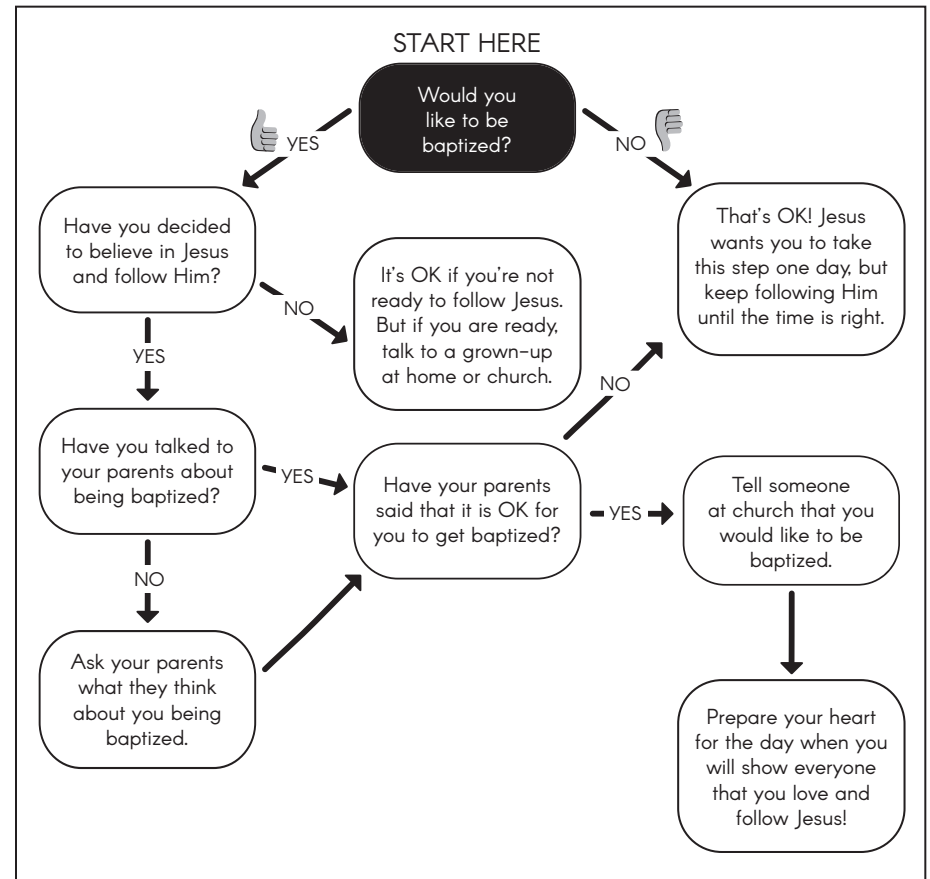 START HERE
Would you
like to be
baptized?
YES
NO
Have you decided
to believe in Jesus
and follow Him?
NO
It's OK if you're not
ready to follow Jesus.
But if you are ready,
talk to a grown-up
at home or church.
That's OK! Jesus
wants you to take
this step one day, but
keep following Him
until the time is right.
YES
NO
Have you talked to
your parents about
being baptized?
YES
Have your parents
said that it is OK for
you to get baptized?
YES
Tell someone
at church that you
would like to be
baptized.
NO
Ask your parents
what they think
about you being
baptized.
Prepare your heart
for the day when you
will show everyone
that you love and
follow Jesus!